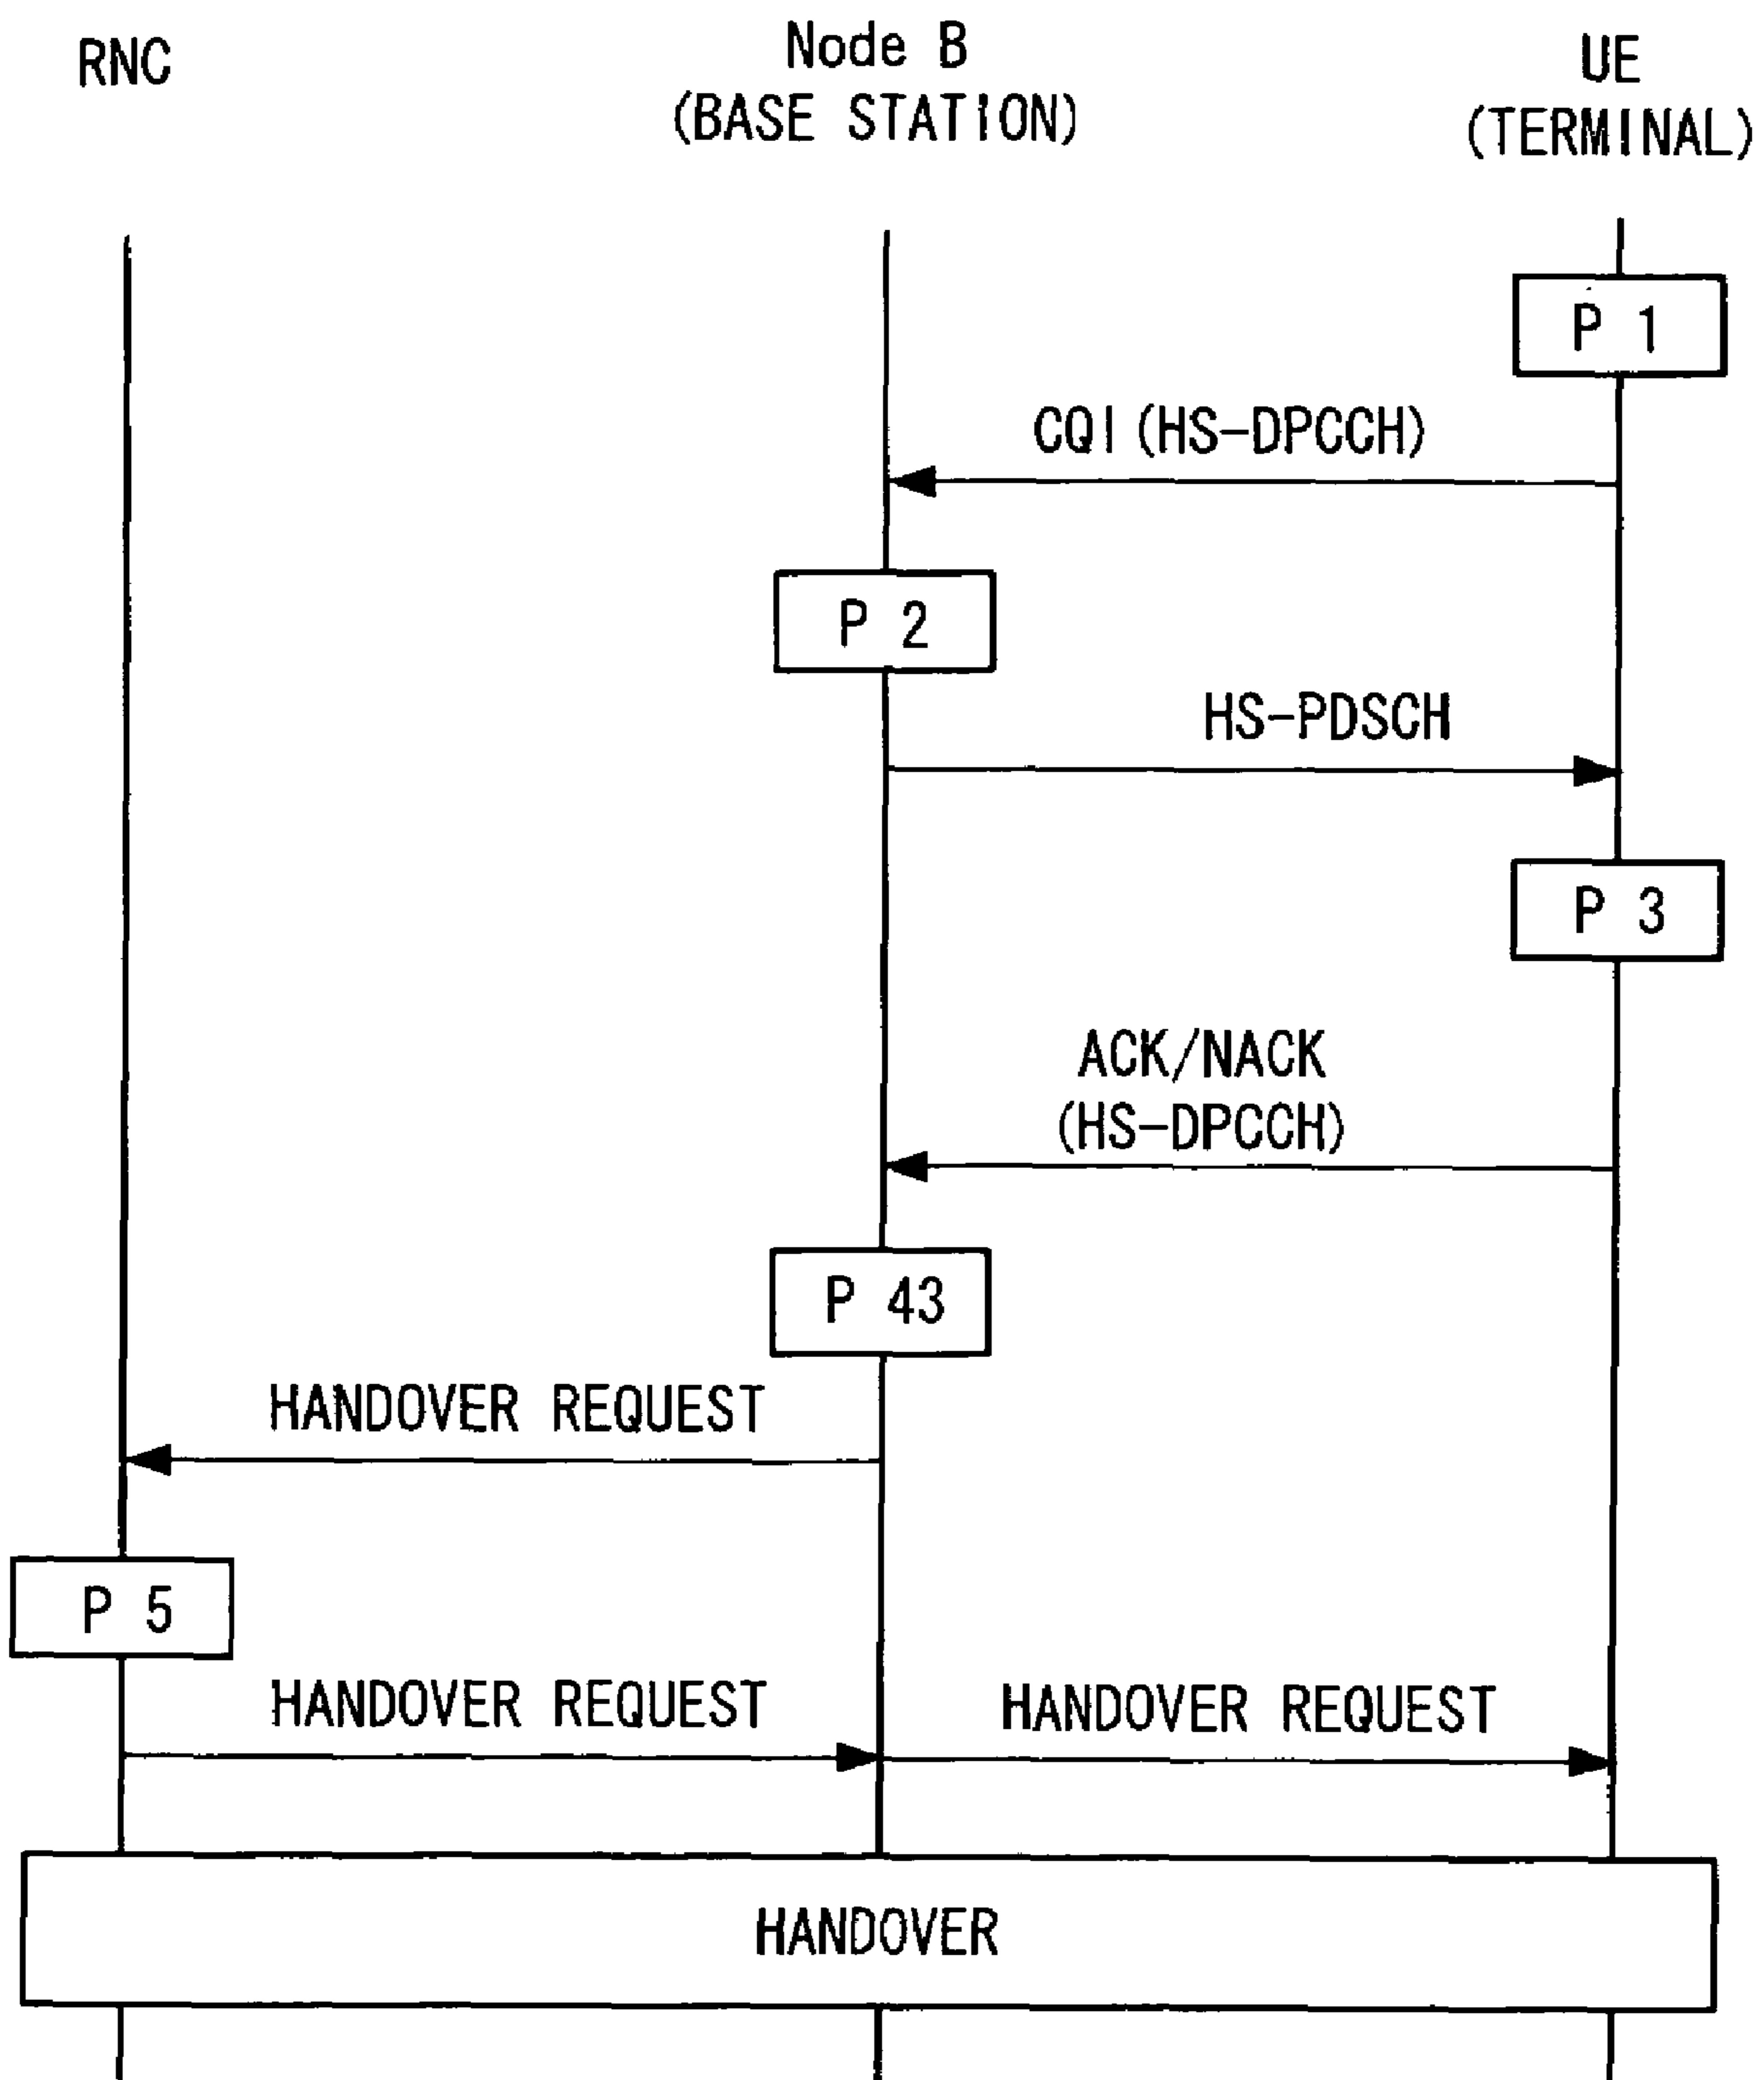 RNC
Node B
(BASE STATION)
UE
(TERMINAL)
P 1
CQI (HS-DPCCH)
P 2
HS-PDSCH
P 3
ACK/NACK
(HS-DPCCH)
P 43
HANDOVER REQUEST
P 5
HANDOVER REQUEST
HANDOVER REQUEST
HANDOVER